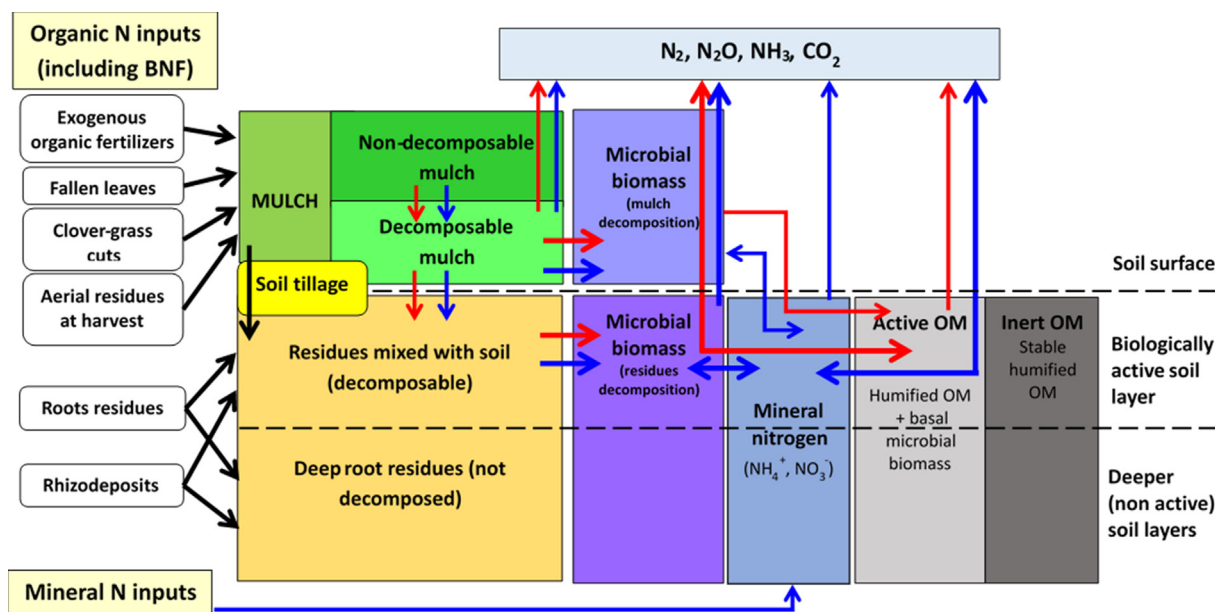 Organic N inputs
(including BNF)
Exogenous
organic fertilizers
Fallen leaves
Clover-grass
cuts
Aerial residues
at harvest
Roots residues
Rhizodeposits
Mineral N inputs
MULCH
Non-decomposable
mulch
Decomposable
mulch
Soil tillage
Residues mixed with soil
(decomposable)
Deep root residues (not
decomposed)
N₂, N₂O, NH₃, CO₂
Microbial
biomass
(mulch
decomposition)
Microbial
biomass
(residues
decomposition)
Mineral
nitrogen
(NH₄⁺, NO₃⁻)
Active OM
Humified OM
+ basal
microbial
biomass
Inert OM
Stable
humified
OM
Soil surface
Biologically
active soil
layer
Deeper
(non active)
soil layers